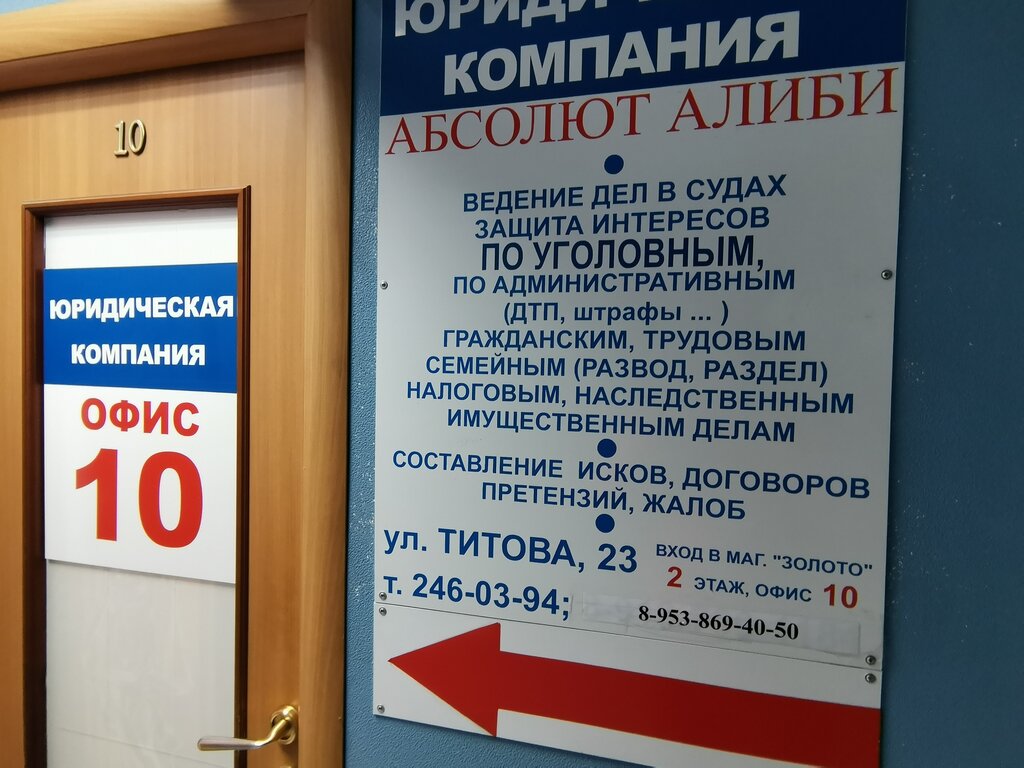 10
ЮРИДИЧЕСКАЯ
КОМПАНИЯ
ОФИС
10
КОМПАНИЯ
АБСОЛЮТ АЛИБИ
ВЕДЕНИЕ ДЕЛ В СУДАХ
ЗАЩИТА ИНТЕРЕСОВ
ПО УГОЛОВНЫМ,
ПО АДМИНИСТРАТИВНЫМ
(ДТП, штрафы ... )
ГРАЖДАНСКИМ, ТРУДОВЫМ
СЕМЕЙНЫМ (РАЗВОД, РАЗДЕЛ)
НАЛОГОВЫМ, НАСЛЕДСТВЕННЫМ
ИМУЩЕСТВЕННЫМ ДЕЛАМ
СОСТАВЛЕНИЕ ИСКОВ, ДОГОВОРОВ
ПРЕТЕНЗИЙ, ЖАЛОБ
ул. ТИТОВА, 23
ВХОД В МАГ. "ЗОЛОТО"
2 ЭТАЖ, ОФИС 10
т. 246-03-94;
8-953-869-40-50